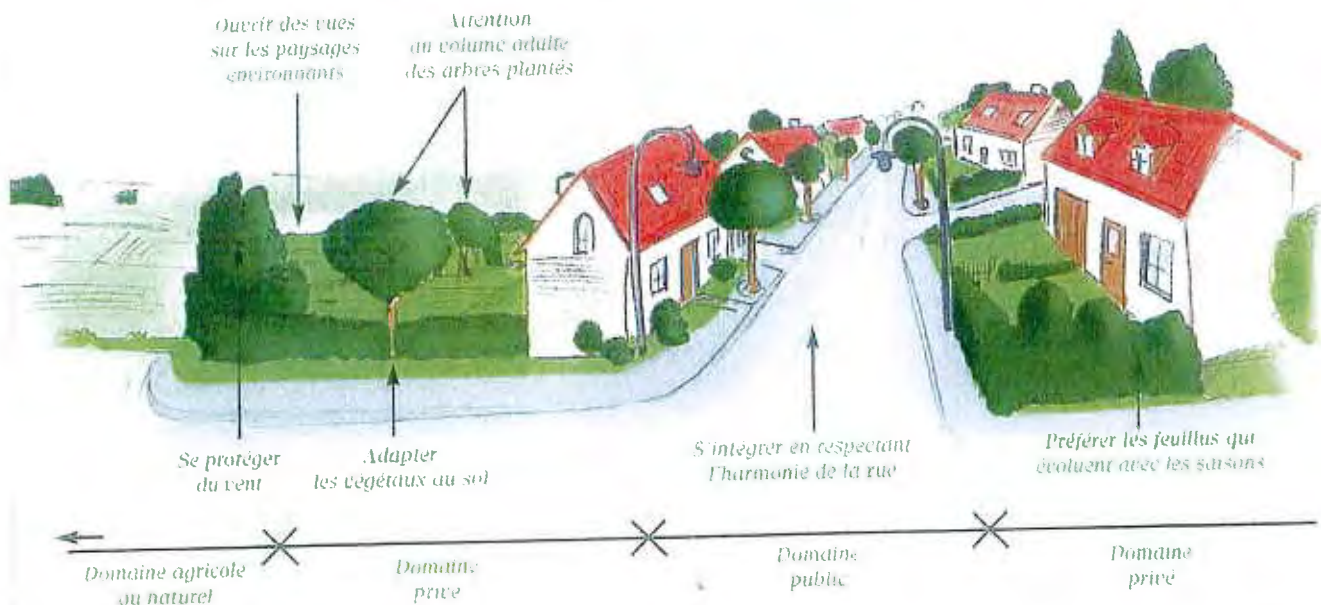 Ouvrir des vues
sur les paysages
environnants
Attention
au volume adulte
des arbres plantés
Se protéger
du vent
Adapter
les végétaux au sol
S'intégrer en respectant
l'harmonie de la rue
Préférer les feuillus qui
évoluent avec les saisons
Domaine agricole
ou naturel
Domaine
privé
Domaine
public
Domaine
privé